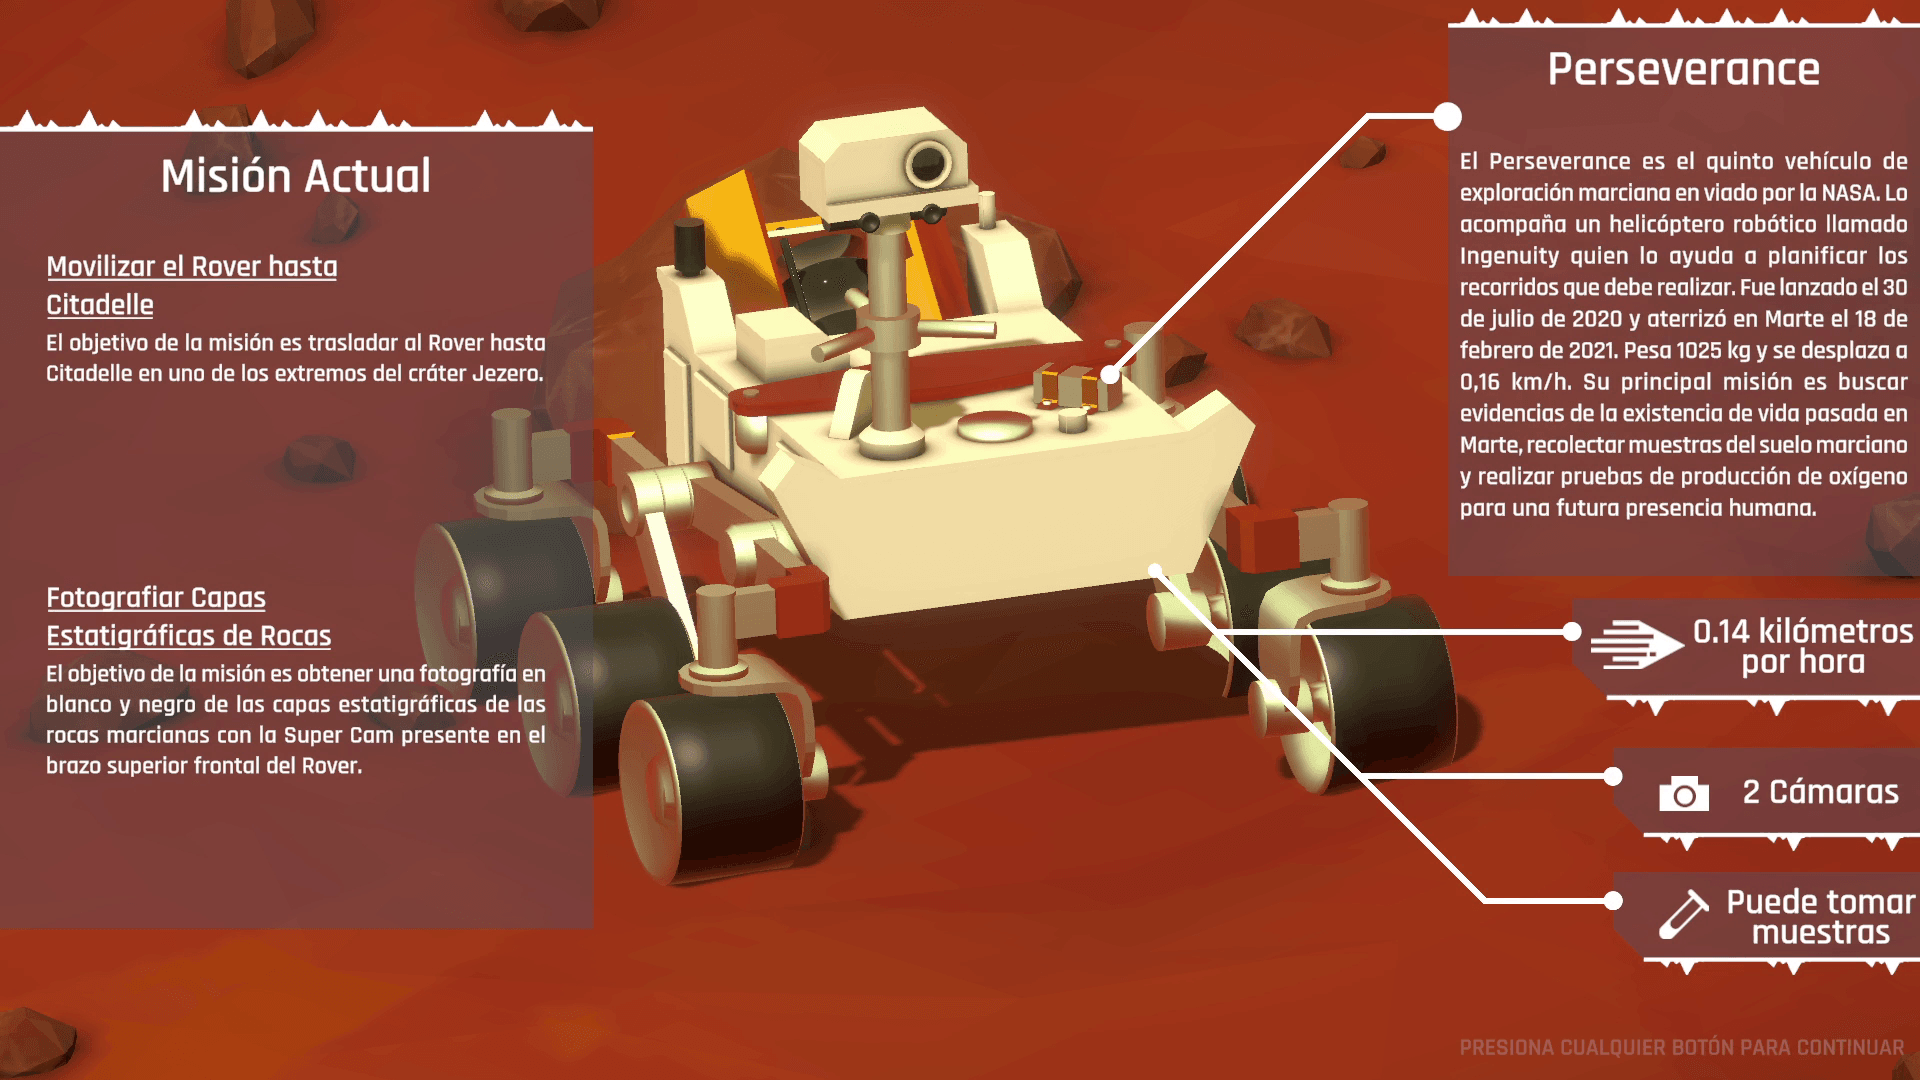 Misión Actual
Movilizar el Rover hasta
Citadelle
El objetivo de la misión es trasladar al Rover hasta
Citadelle en uno de los extremos del cráter Jezero.
Fotografiar Capas
Estatigráficas de Rocas
El objetivo de la misión es obtener una fotografía en
blanco y negro de las capas estatigráficas de las
rocas marcianas con la Super Cam presente en el
brazo superior frontal del Rover.
Perseverance
El Perseverance es el quinto vehículo de
exploración marciana en viado por la NASA. Lo
acompaña un helicóptero robótico llamado
Ingenuity quien lo ayuda a planificar los
recorridos que debe realizar. Fue lanzado el 30
de julio de 2020 y aterrizó en Marte el 18 de
febrero de 2021. Pesa 1025 kg y se desplaza a
0,16 km/h. Su principal misión es buscar
evidencias de la existencia de vida pasada en
Marte, recolectar muestras del suelo marciano
y realizar pruebas de producción de oxígeno
para una futura presencia humana.
0.14 kilómetros
por hora
2 Cámaras
Puede tomar
muestras
PRESIONA CUALQUIER BOTÓN PARA CONTINUAR